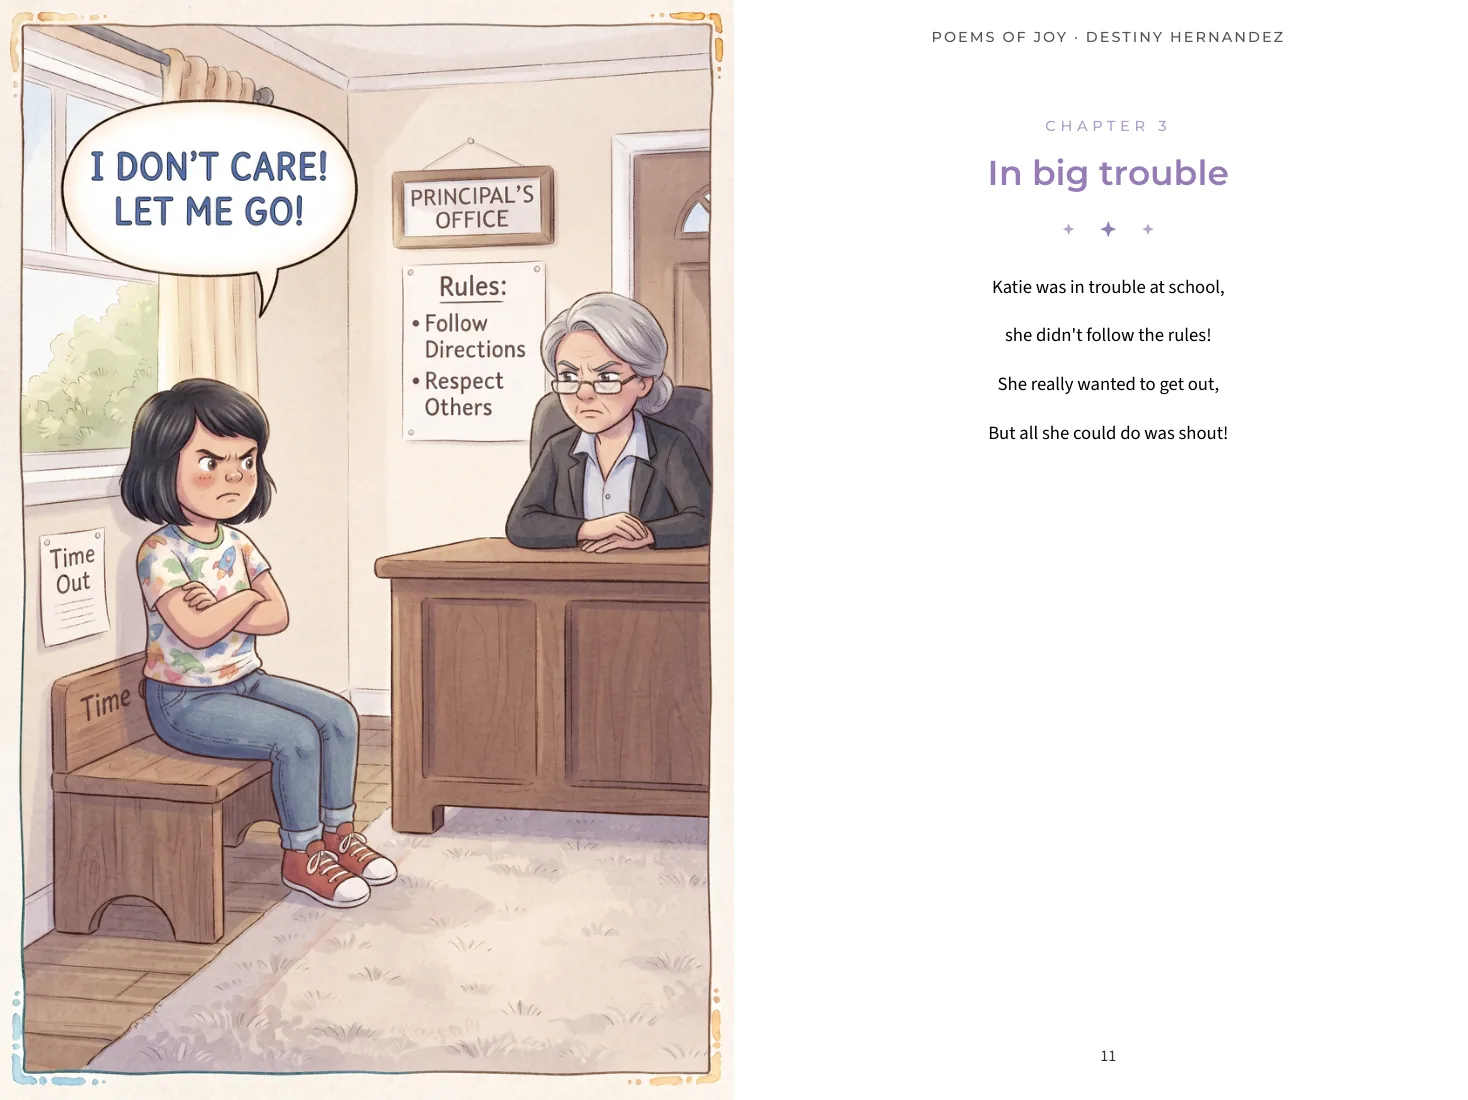 I DON'T CARE!
LET ME GO!
PRINCIPAL'S
OFFICE
Rules:
• Follow
Directions
• Respect
Others
Time
Out
Time
POEMS OF JOY · DESTINY HERNANDEZ
CHAPTER 3
In big trouble
Katie was in trouble at school,
she didn't follow the rules!
She really wanted to get out,
But all she could do was shout!
11